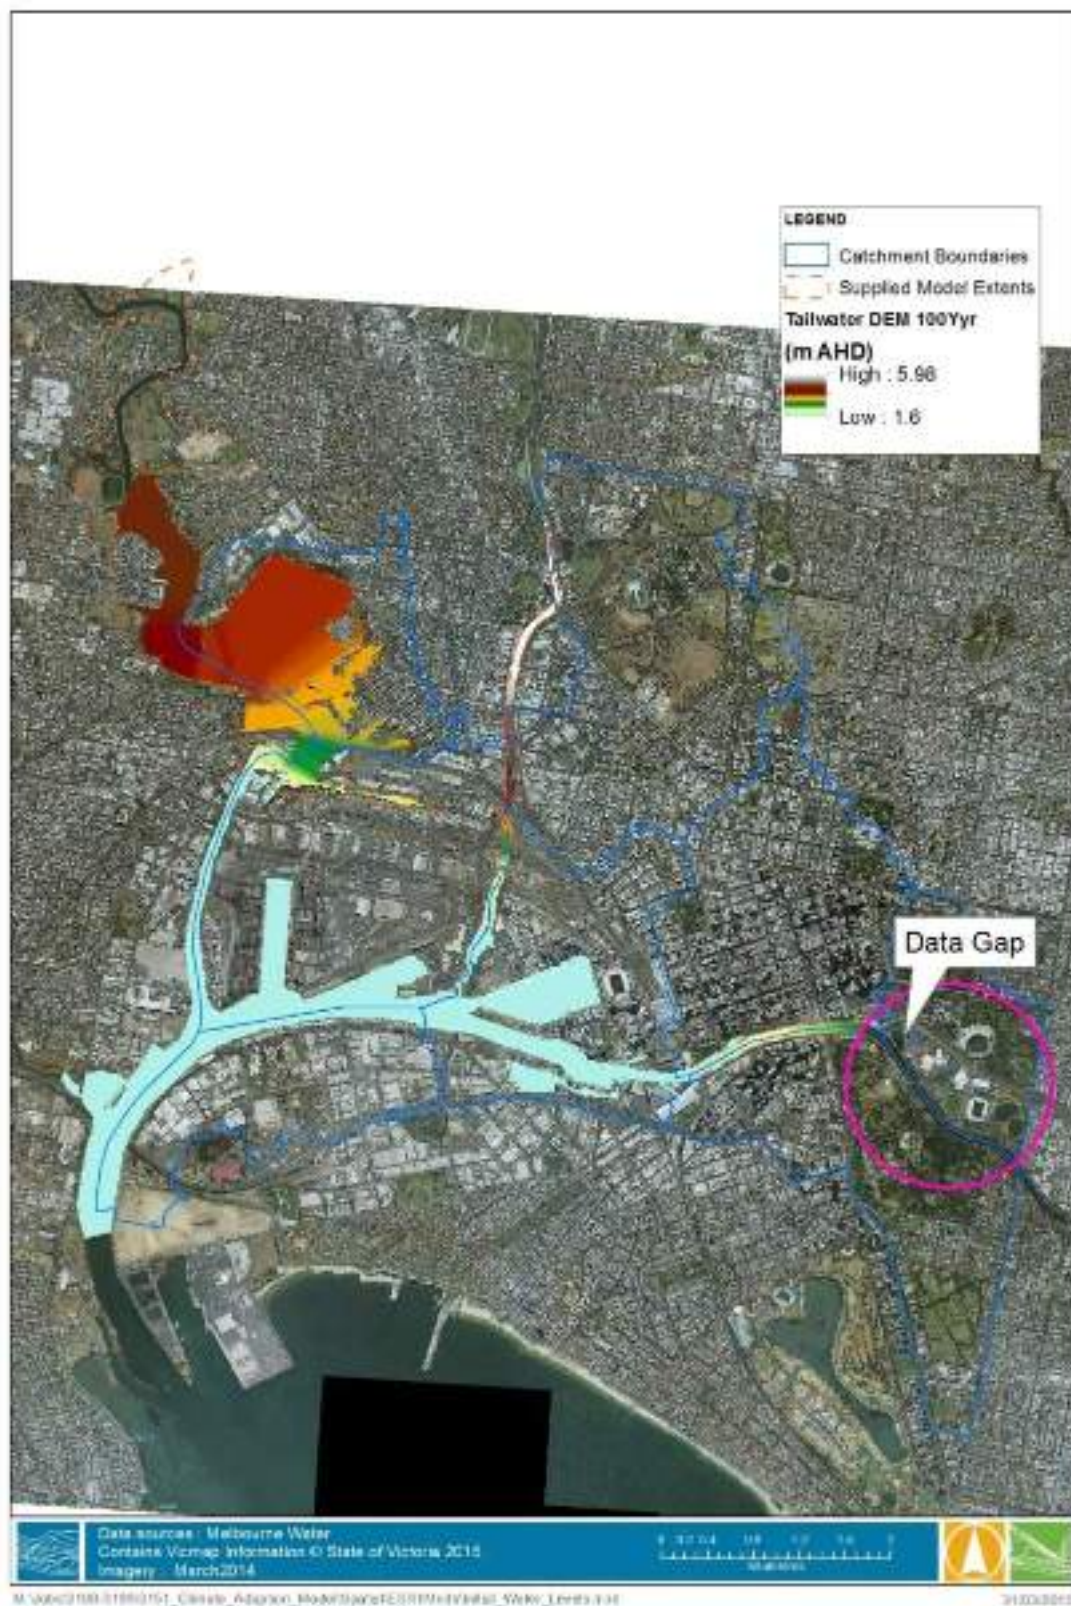 LEGEND
Catchment Boundaries
Supplied Model Extents
Tailwater DEM 100Yyr
(m AHD)
High : 5.98
Low : 1.6
Data Gap
Data sources : Melbourne Water
Contains Vicmap Information © State of Victoria 2015
Imagery March2014